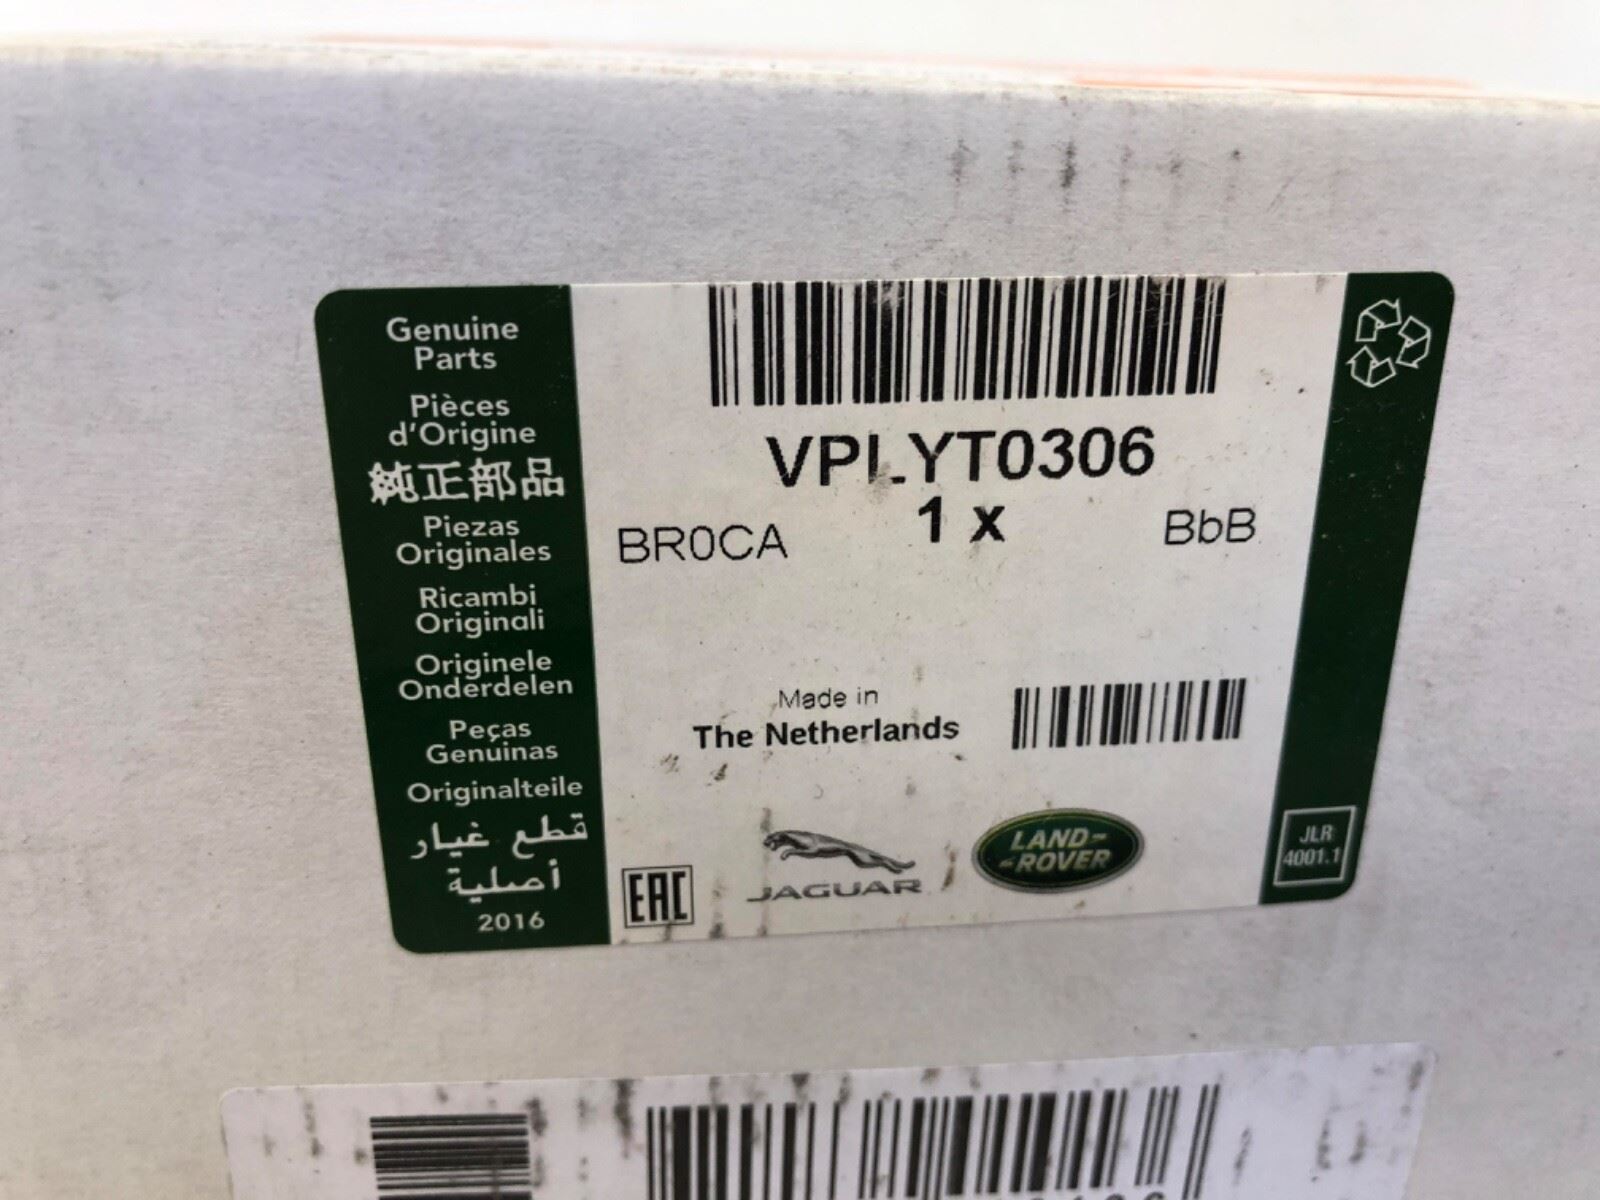 Genuine
Parts
Pièces
d'Origine
純正部品
Piezas
Originales
Ricambi
Originali
Originele
Onderdelen
Peças
Genuinas
Originalteile
قطع غيار
أصلية
2016
VPLYT0306
1 x
BR0CA
BbB
Made in
The Netherlands
EAC
JAGUAR
LAND-
-ROVER
JLR
4001.1